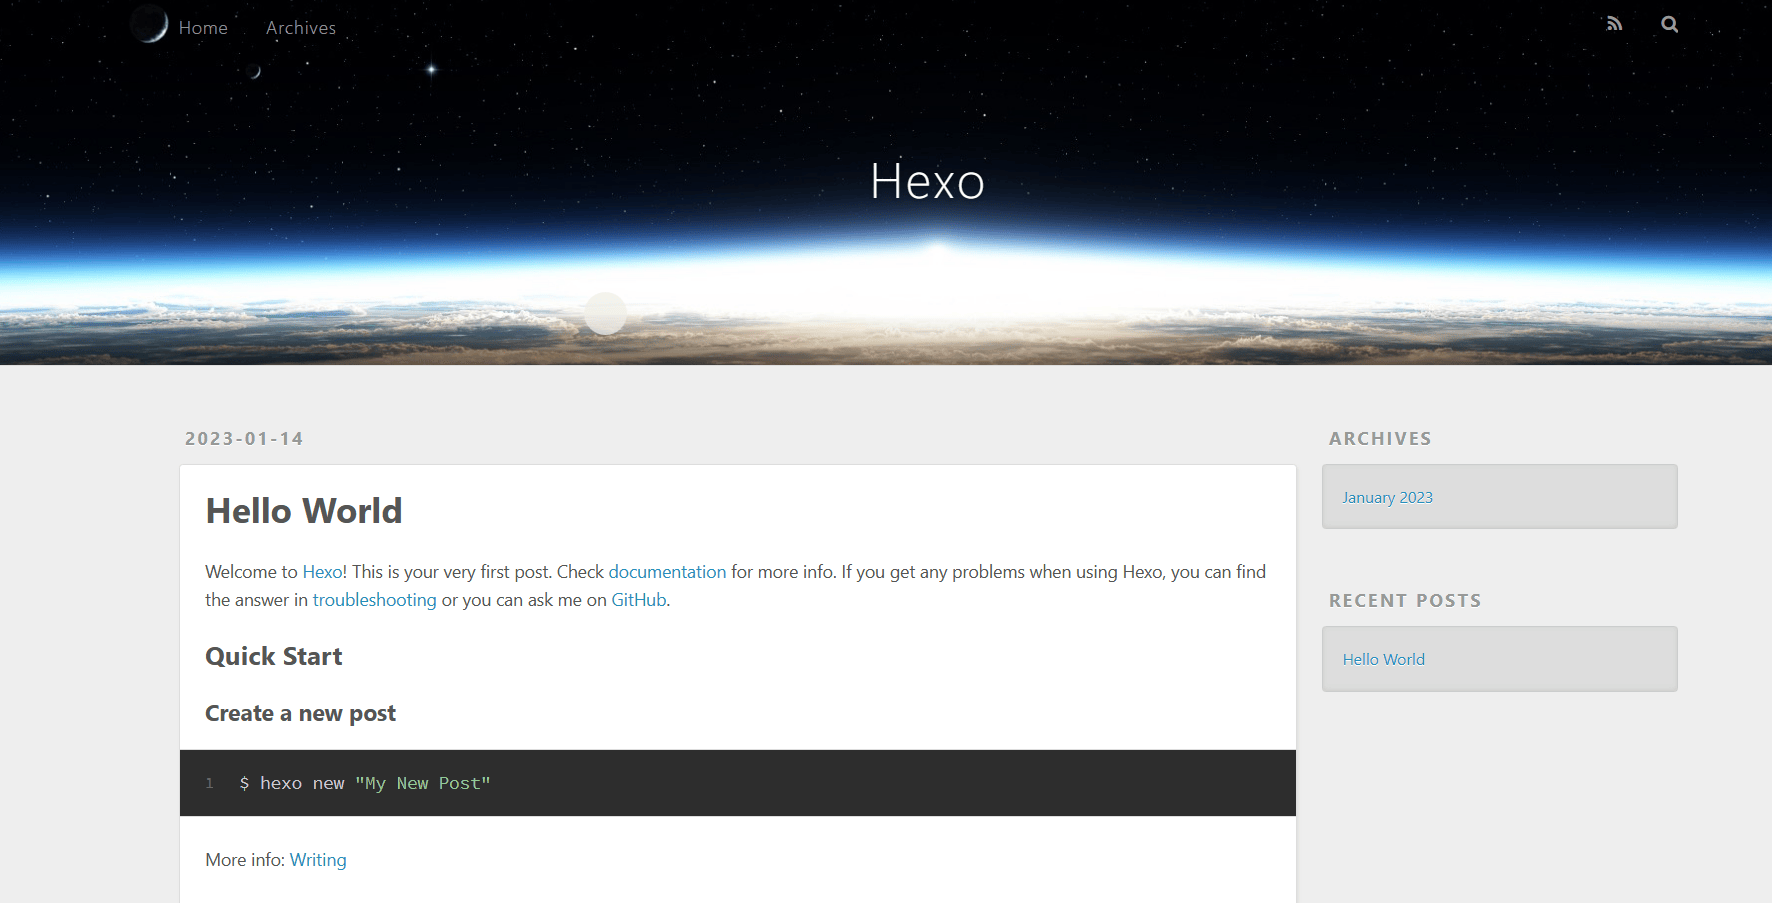 Home Archives
Hexo
2023-01-14
Hello World
Welcome to Hexo! This is your very first post. Check documentation for more info. If you get any problems when using Hexo, you can find
the answer in troubleshooting or you can ask me on GitHub.
Quick Start
Create a new post
1 $ hexo new "My New Post"
More info: Writing
ARCHIVES
January 2023
RECENT POSTS
Hello World